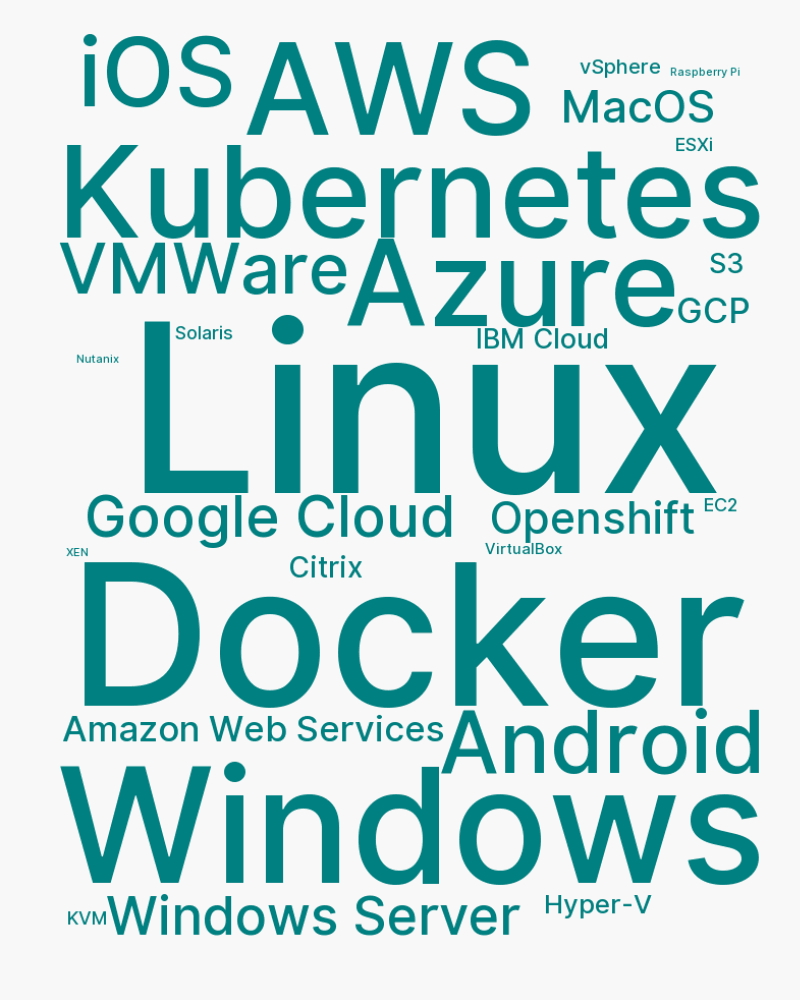 iOS AWS vSphere Raspberry Pi
MacOS
ESXi
Kubernetes
VMWare Azure S3
GCP
Solaris IBM Cloud
Nutanix
Linux
Google Cloud Openshift EC2
XEN VirtualBox
Citrix
Docker
Amazon Web Services Android
Windows
KVM Windows Server Hyper-V